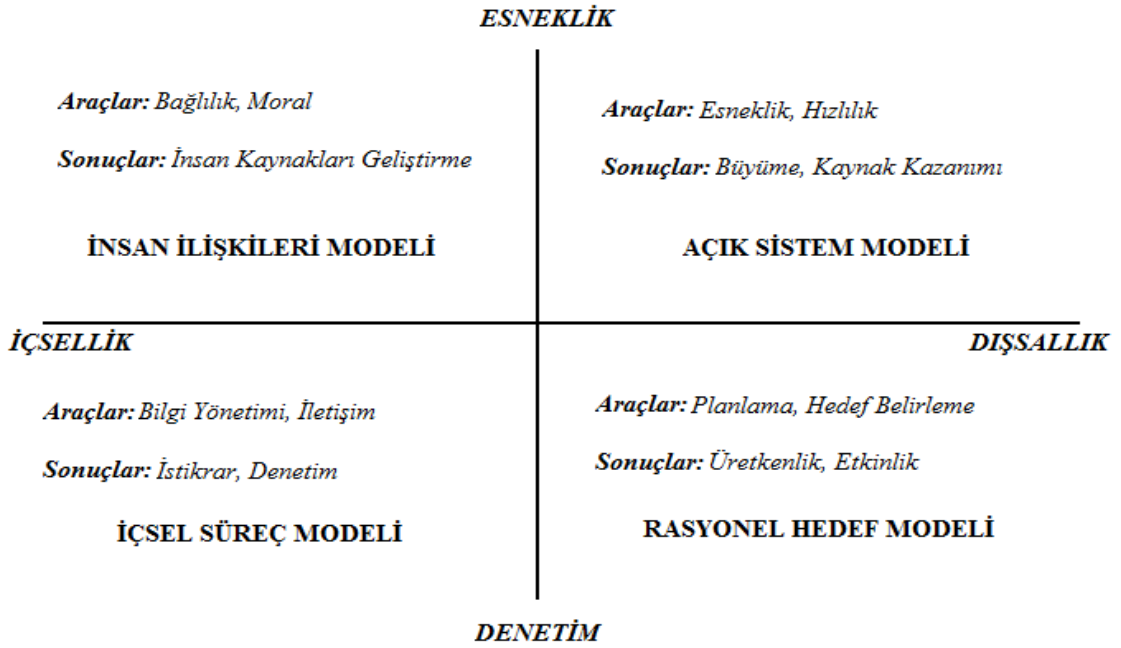 ESNEKLİK
Araçlar: Bağlılık, Moral
Sonuçlar: İnsan Kaynakları Geliştirme
İNSAN İLİŞKİLERİ MODELİ
Araçlar: Esneklik, Hızlılık
Sonuçlar: Büyüme, Kaynak Kazanımı
AÇIK SİSTEM MODELİ
İÇSELLİK
DIŞSALLIK
Araçlar: Bilgi Yönetimi, İletişim
Sonuçlar: İstikrar, Denetim
İÇSEL SÜREÇ MODELİ
Araçlar: Planlama, Hedef Belirleme
Sonuçlar: Üretkenlik, Etkinlik
RASYONEL HEDEF MODELİ
DENETİM